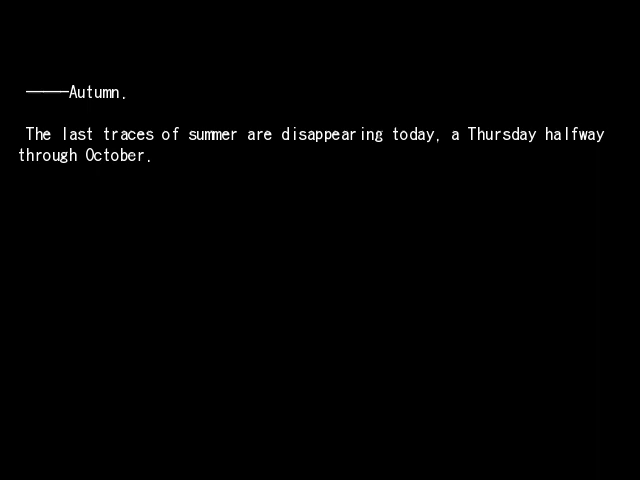 ─────Autumn.
The last traces of summer are disappearing today, a Thursday halfway
through October.